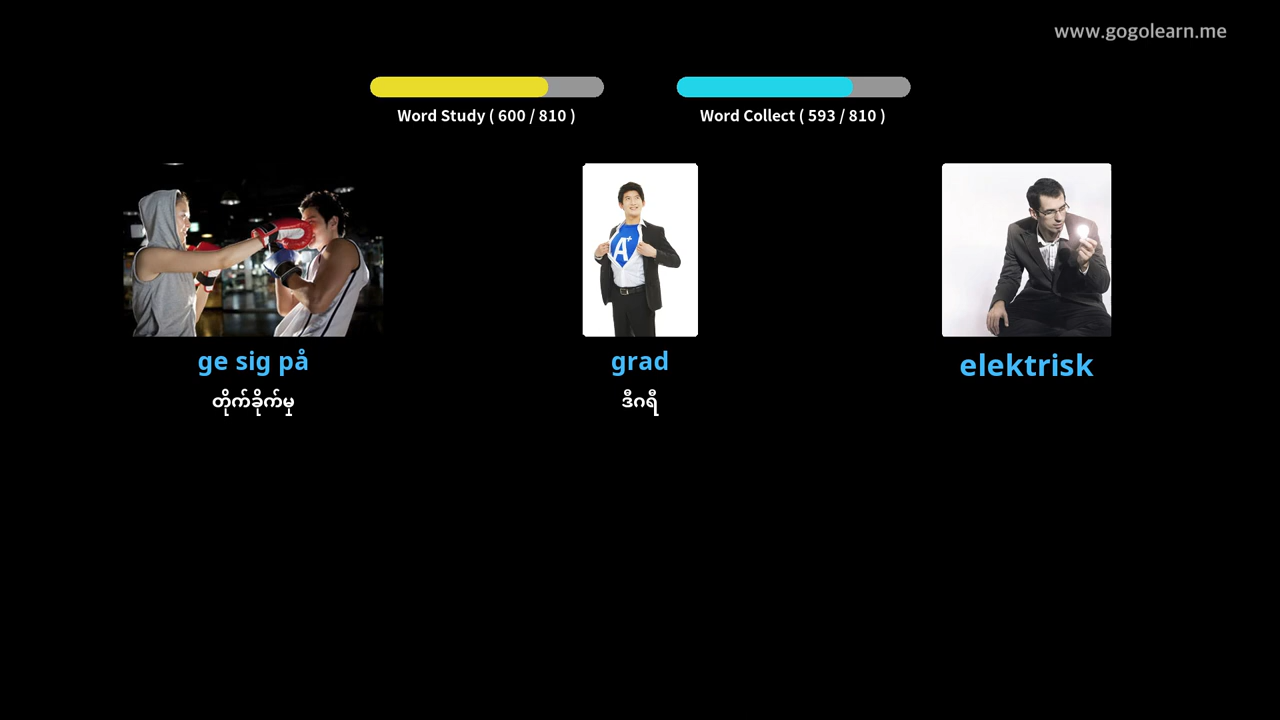 www.gogolearn.me
Word Study ( 600 / 810 )
Word Collect ( 593 / 810 )
A+
ge sig på
grad
elektrisk
တိုက်ခိုက်မှု
ဒီဂရီ